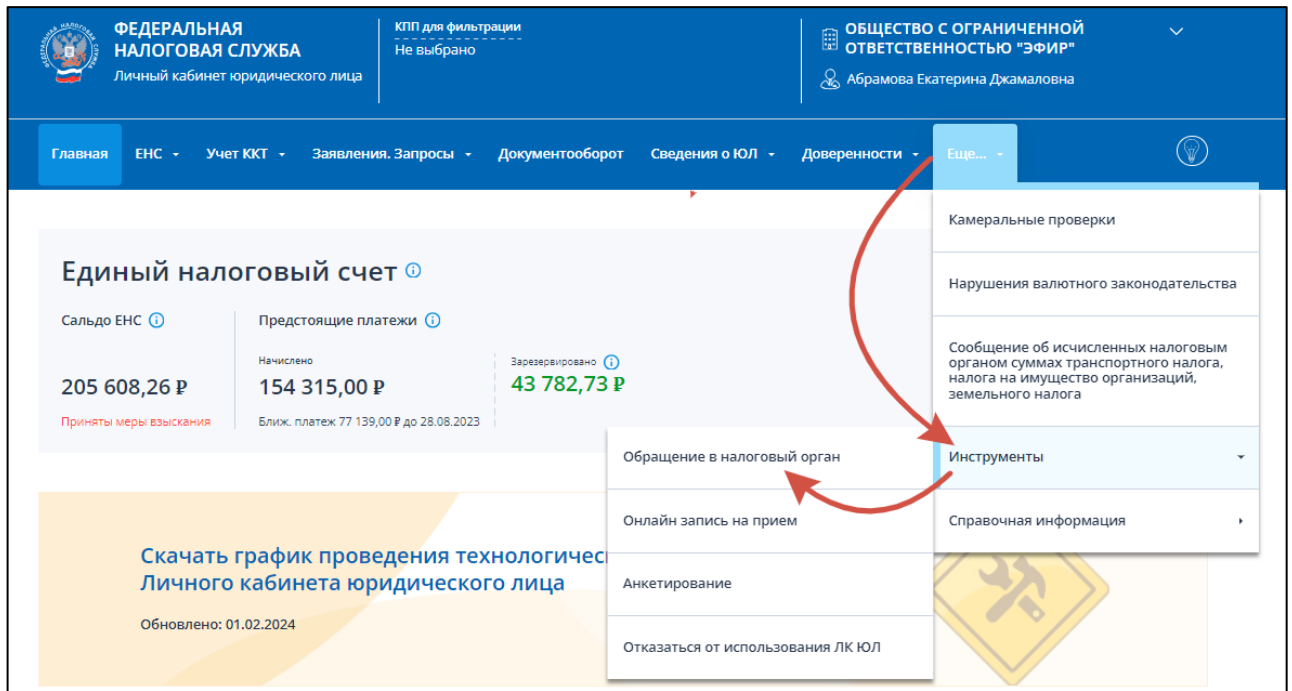 ФЕДЕРАЛЬНАЯ
НАЛОГОВАЯ СЛУЖБА
Личный кабинет юридического лица
КПП для фильтрации
Не выбрано
ОБЩЕСТВО С ОГРАНИЧЕННОЙ
ОТВЕТСТВЕННОСТЬЮ "ЭФИР"
Абрамова Екатерина Джамаловна
Главная ЕНС Учет ККТ Заявления. Запросы Документооборот Сведения о ЮЛ Доверенности Еще...
Камеральные проверки
Нарушения валютного законодательства
Сообщение об исчисленных налоговым
органом суммах транспортного налога,
налога на имущество организаций,
земельного налога
Инструменты
Справочная информация
Единый налоговый счет
Сальдо ЕНС
205 608,26 ₽
Приняты меры взыскания
Предстоящие платежи
Начислено
154 315,00 ₽
Ближ. платеж 77 139,00 ₽ до 28.08.2023
Зарезервировано
43 782,73 ₽
Обращение в налоговый орган
Онлайн запись на прием
Анкетирование
Отказаться от использования ЛК ЮЛ
Скачать график проведения технологичес
Личного кабинета юридического лица
Обновлено: 01.02.2024